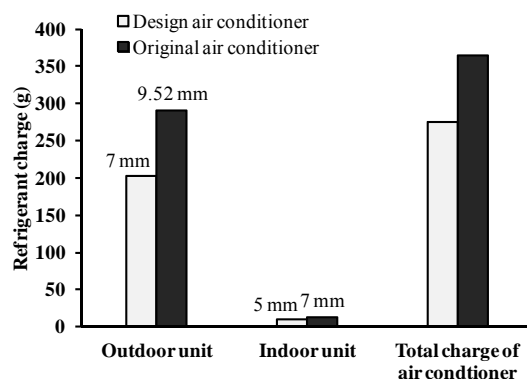 Design air conditioner
Original air conditioner
Refrigerant charge (g)
400
350
300
250
200
150
100
50
0
7 mm
9.52 mm
5 mm
7 mm
Outdoor unit
Indoor unit
Total charge of
air condtioner